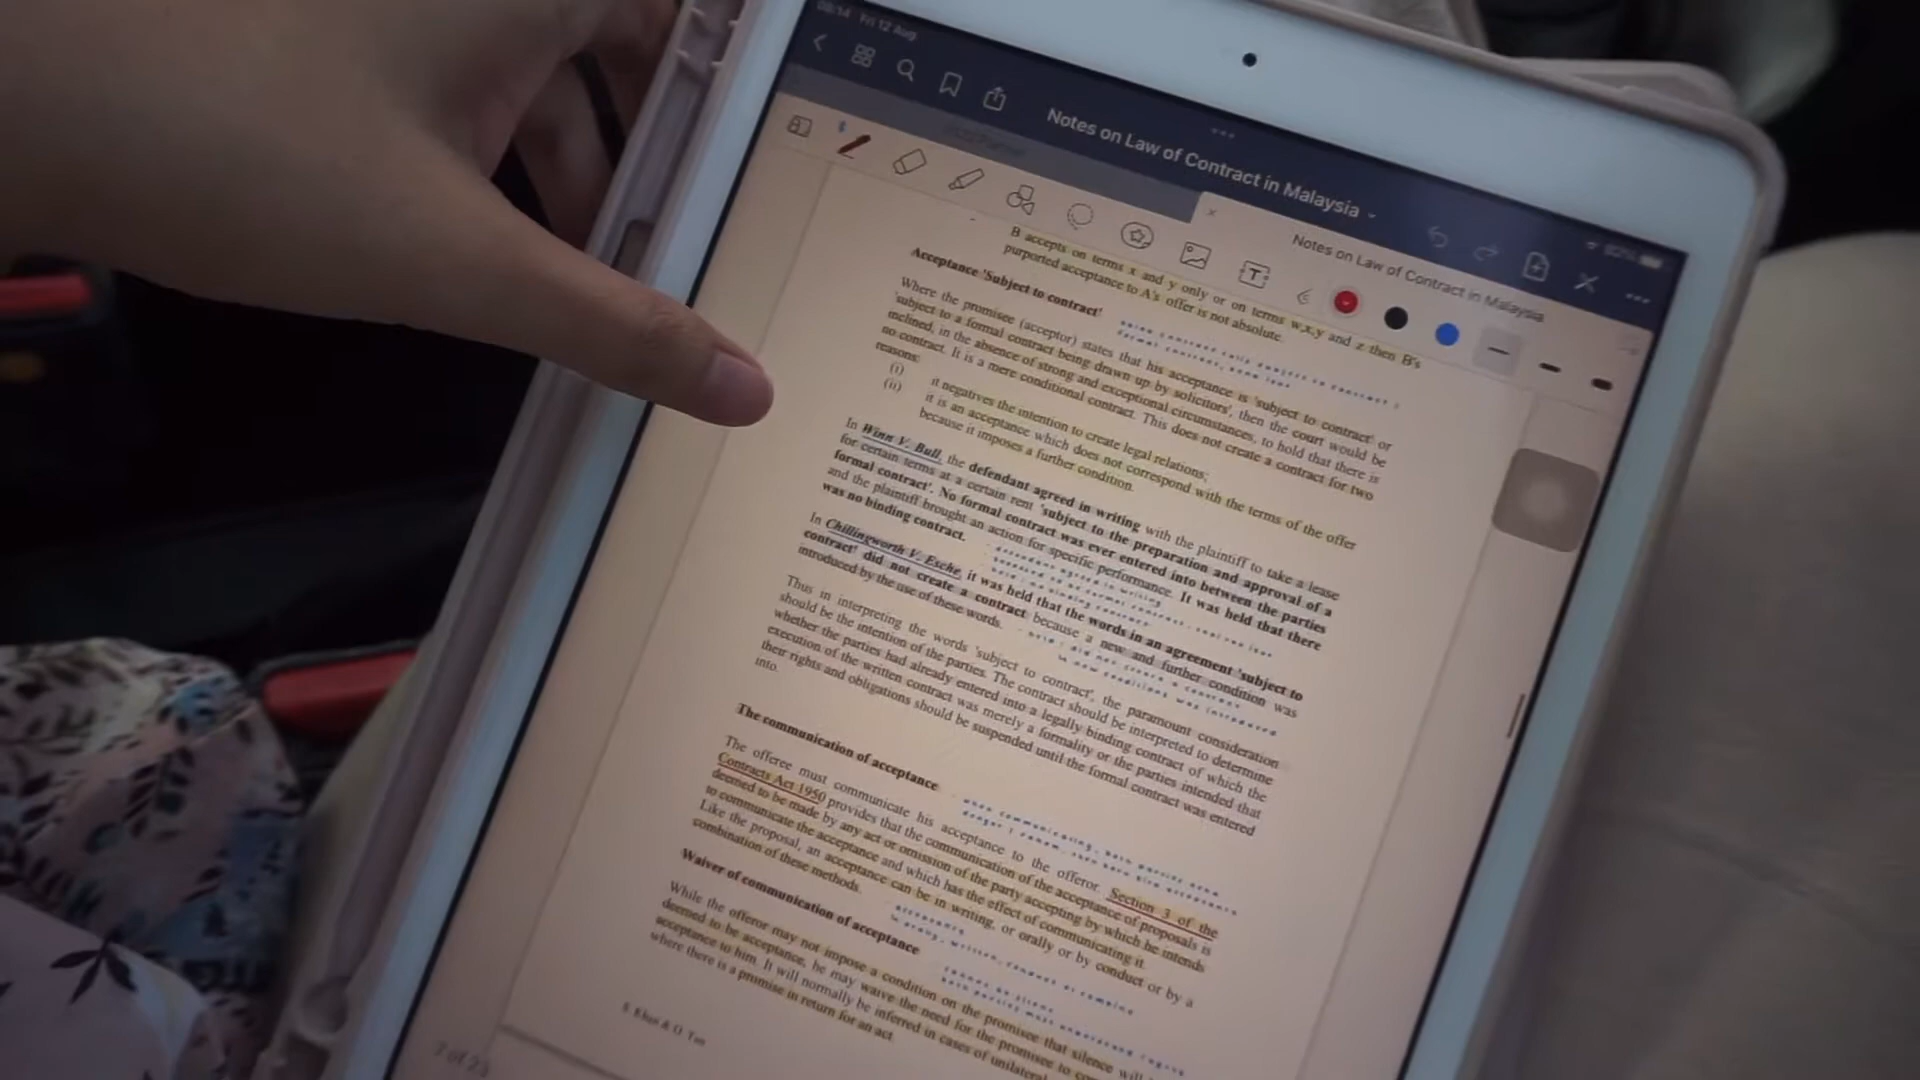 08:14 Fri 12 Aug
82%
Notes on Law of Contract in Malaysia
Notes on Law of Contract in Malaysia
B accepts on terms x and y only or on terms w,x,y and z then B's
purported acceptance to A's offer is not absolute.
Acceptance 'Subject to contract'
Where the promisee (acceptor) states that his acceptance is 'subject to contract' or
'subject to a formal contract being drawn up by solicitors', then the court would be
inclined, in the absence of strong and exceptional circumstances, to hold that there is
no contract. It is a mere conditional contract. This does not create a contract for two
reasons:
(i) it negatives the intention to create legal relations;
(ii) it is an acceptance which does not correspond with the terms of the offer
because it imposes a further condition.
In Winn V. Bull, the defendant agreed in writing with the plaintiff to take a lease
for certain terms at a certain rent 'subject to the preparation and approval of a
formal contract'. No formal contract was ever entered into between the parties
and the plaintiff brought an action for specific performance. It was held that there
was no binding contract.
In Chillingworth V. Esche, it was held that the words in an agreement 'subject to
contract' did not create a contract because a new and further condition was
introduced by the use of these words.
Thus in interpreting the words 'subject to contract', the paramount consideration
should be the intention of the parties. The contract should be interpreted to determine
whether the parties had already entered into a legally binding contract of which the
execution of the written contract was merely a formality or the parties intended that
their rights and obligations should be suspended until the formal contract was entered
into.
The communication of acceptance
The offeree must communicate his acceptance to the offeror. Section 3 of the
Contracts Act 1950 provides that the communication of the acceptance of proposals is
deemed to be made by any act or omission of the party accepting by which he intends
to communicate the acceptance and which has the effect of communicating it.
Like the proposal, an acceptance can be in writing, or orally or by conduct or by a
combination of these methods.
Waiver of communication of acceptance
While the offeror may not impose a condition on the promisee that silence will
deemed to be acceptance, he may waive the need for the promisee to
acceptance to him. It will normally be inferred in cases of unilateral
where there is a promise in return for an act.
2 of 23